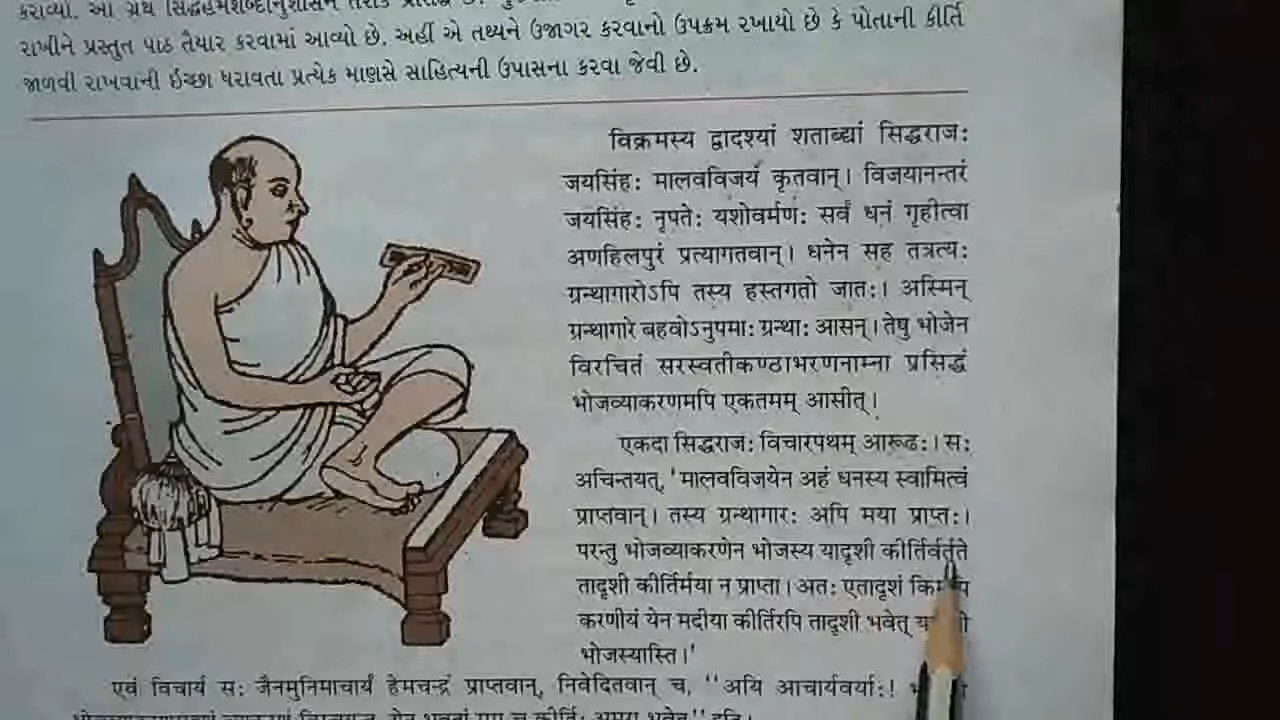 કરાવ્યો. આ ગ્રંથ
રાખીને પ્રસ્તુત પાઠ તૈયાર કરવામાં આવ્યો છે. અહીં એ તથ્યને ઉજાગર કરવાનો ઉપક્રમ રખાયો છે કે પોતાની કીર્તિ
જાળવી રાખવાની ઇચ્છા ધરાવતા પ્રત્યેક માણસે સાહિત્યની ઉપાસના કરવા જેવી છે.
विक्रमस्य द्वादश्यां शताब्द्यां सिद्धराजः
जयसिंहः मालवविजयं कृतवान्। विजयानन्तरं
जयसिंहः नृपतेः यशोवर्मणः सर्वं धनं गृहीत्वा
अणहिलपुरं प्रत्यागतवान्। धनेन सह तत्रत्यः
ग्रन्थागारोऽपि तस्य हस्तगतो जातः। अस्मिन्
ग्रन्थागारे बहवोऽनुपमाः ग्रन्थाः आसन्। तेषु भोजेन
विरचितं सरस्वतीकण्ठाभरणनाम्ना प्रसिद्धं
भोजव्याकरणमपि एकतमम् आसीत्।
एकदा सिद्धराजः विचारपथम् आरूढः। सः
अचिन्तयत्, 'मालवविजयेन अहं धनस्य स्वामित्वं
प्राप्तवान्। तस्य ग्रन्थागारः अपि मया प्राप्तः।
परन्तु भोजव्याकरणेन भोजस्य यादृशी कीर्तिर्वर्तते
तादृशी कीर्तिर्मया न प्राप्ता। अतः एतादृशं
करणीयं येन मदीया कीर्तिरपि तादृशी भवेत्
भोजस्यास्ति।'
एवं विचार्य सः जैनमुनिमाचार्यं हेमचन्द्रं प्राप्तवान्, निवेदितवान् च, "अयि आचार्यवर्याः!